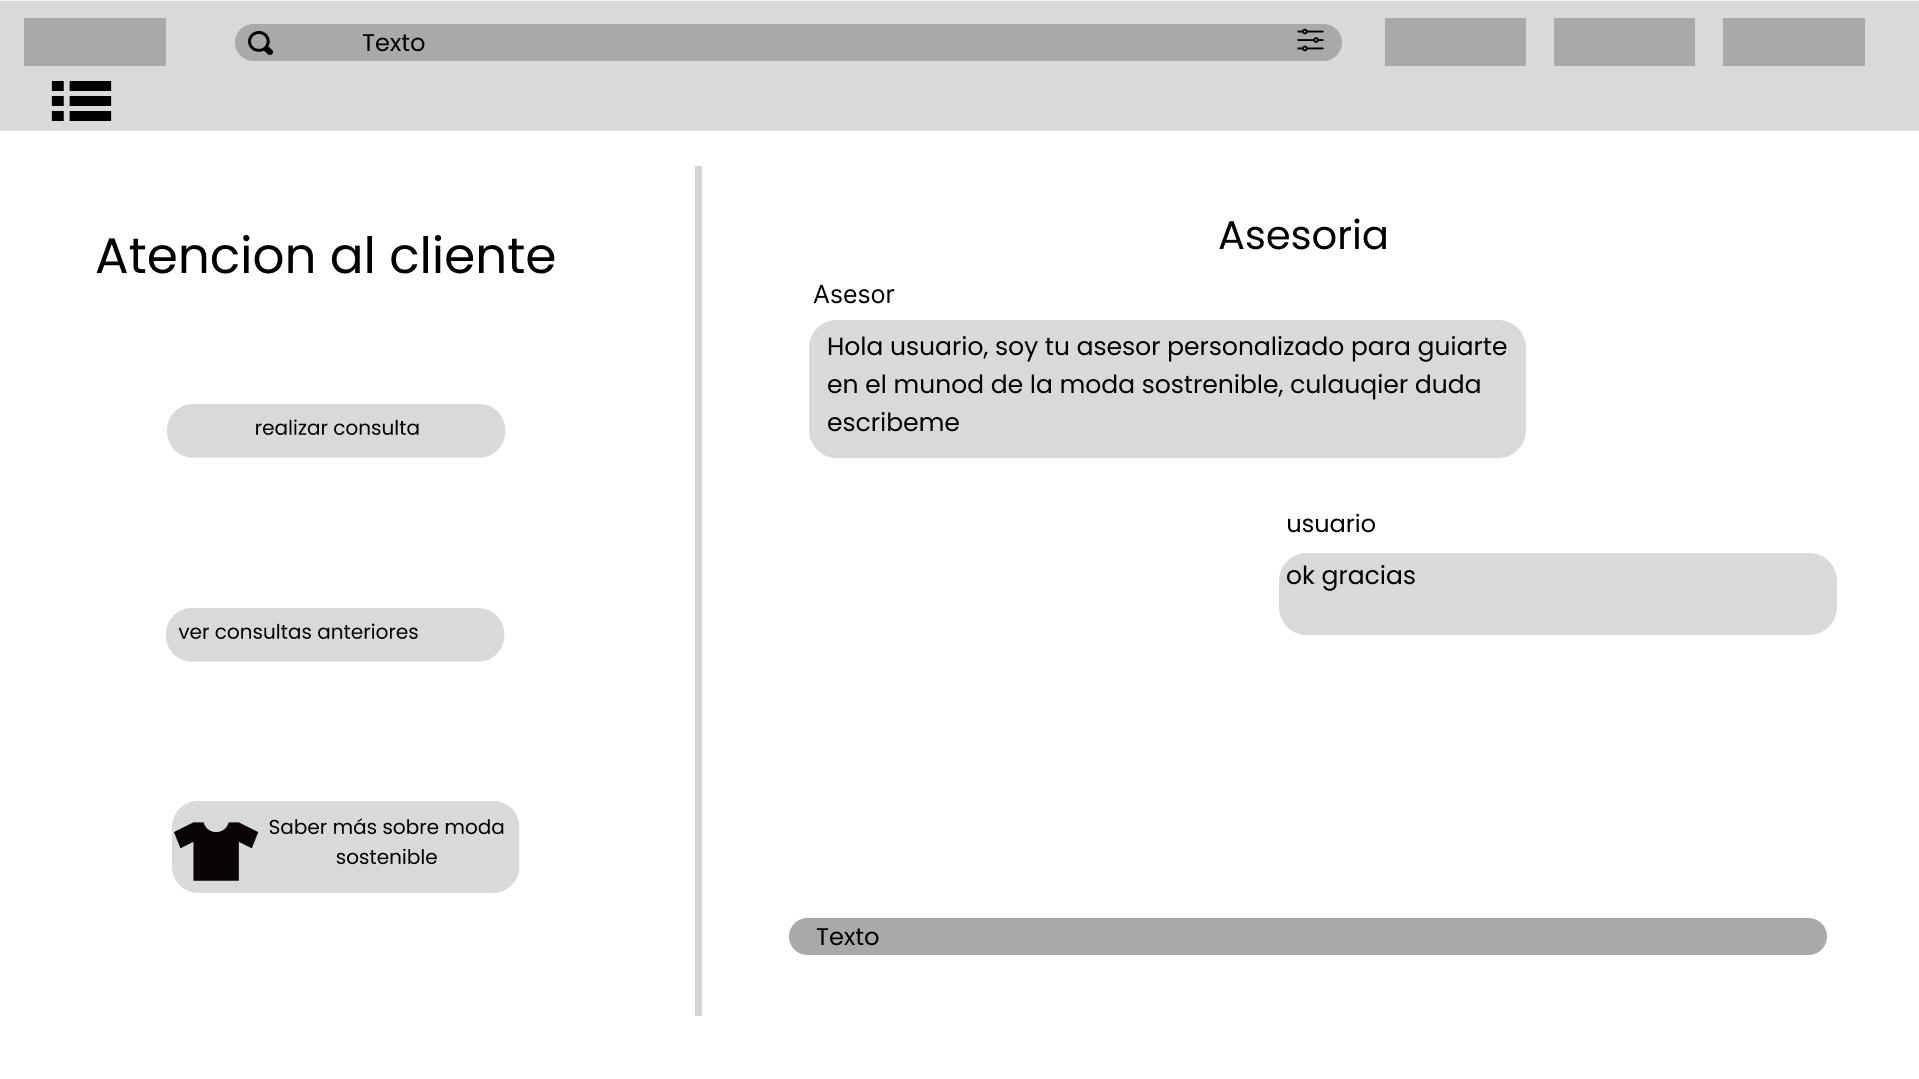 Texto
Atencion al cliente
realizar consulta
ver consultas anteriores
Saber más sobre moda
sostenible
Asesoria
Asesor
Hola usuario, soy tu asesor personalizado para guiarte
en el munod de la moda sostrenible, culauqier duda
escribeme
usuario
ok gracias
Texto